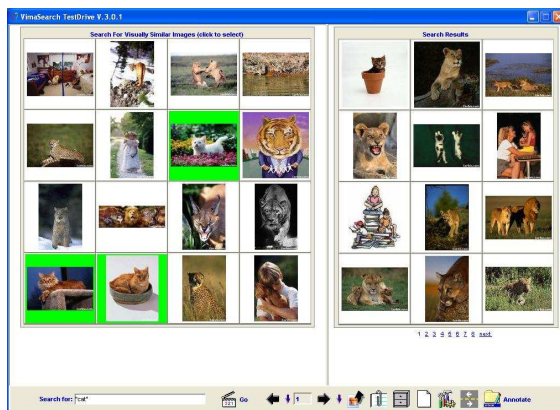 VimaSearch TestDrive V.3.0.1
Search For Visually Similar Images (click to select)
Search Results
1 2 3 4 5 6 7 8 next
Search for: "cat"
Go
1
Annotate